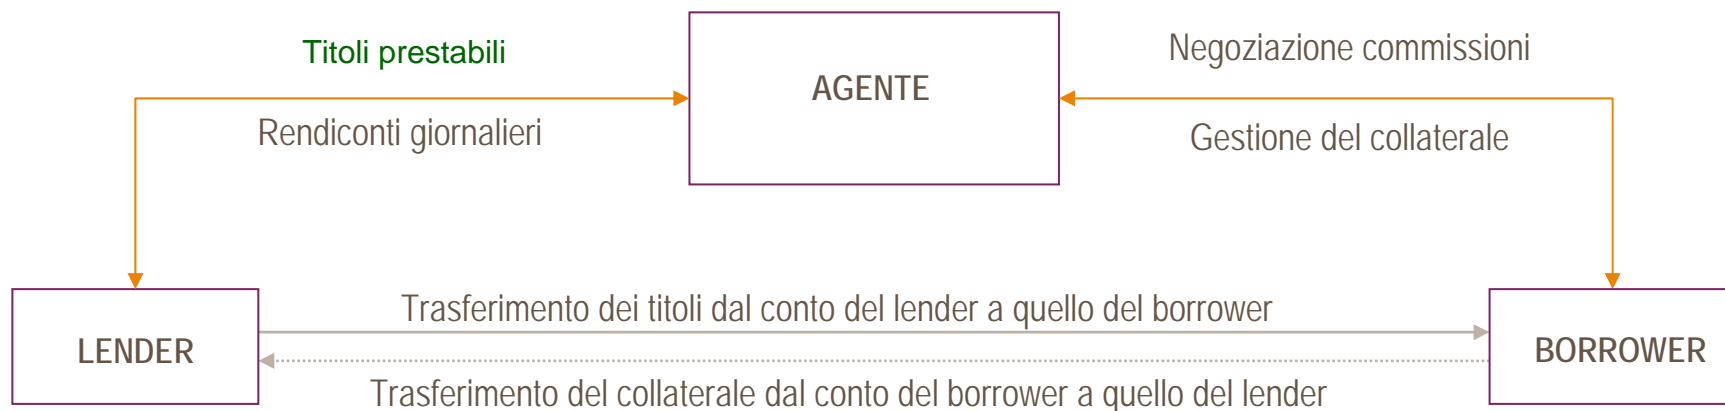 Titoli prestabili
Negoziazione commissioni
AGENTE
Rendiconti giornalieri
Gestione del collaterale
Trasferimento dei titoli dal conto del lender a quello del borrower
LENDER
BORROWER
Trasferimento del collaterale dal conto del borrower a quello del lender